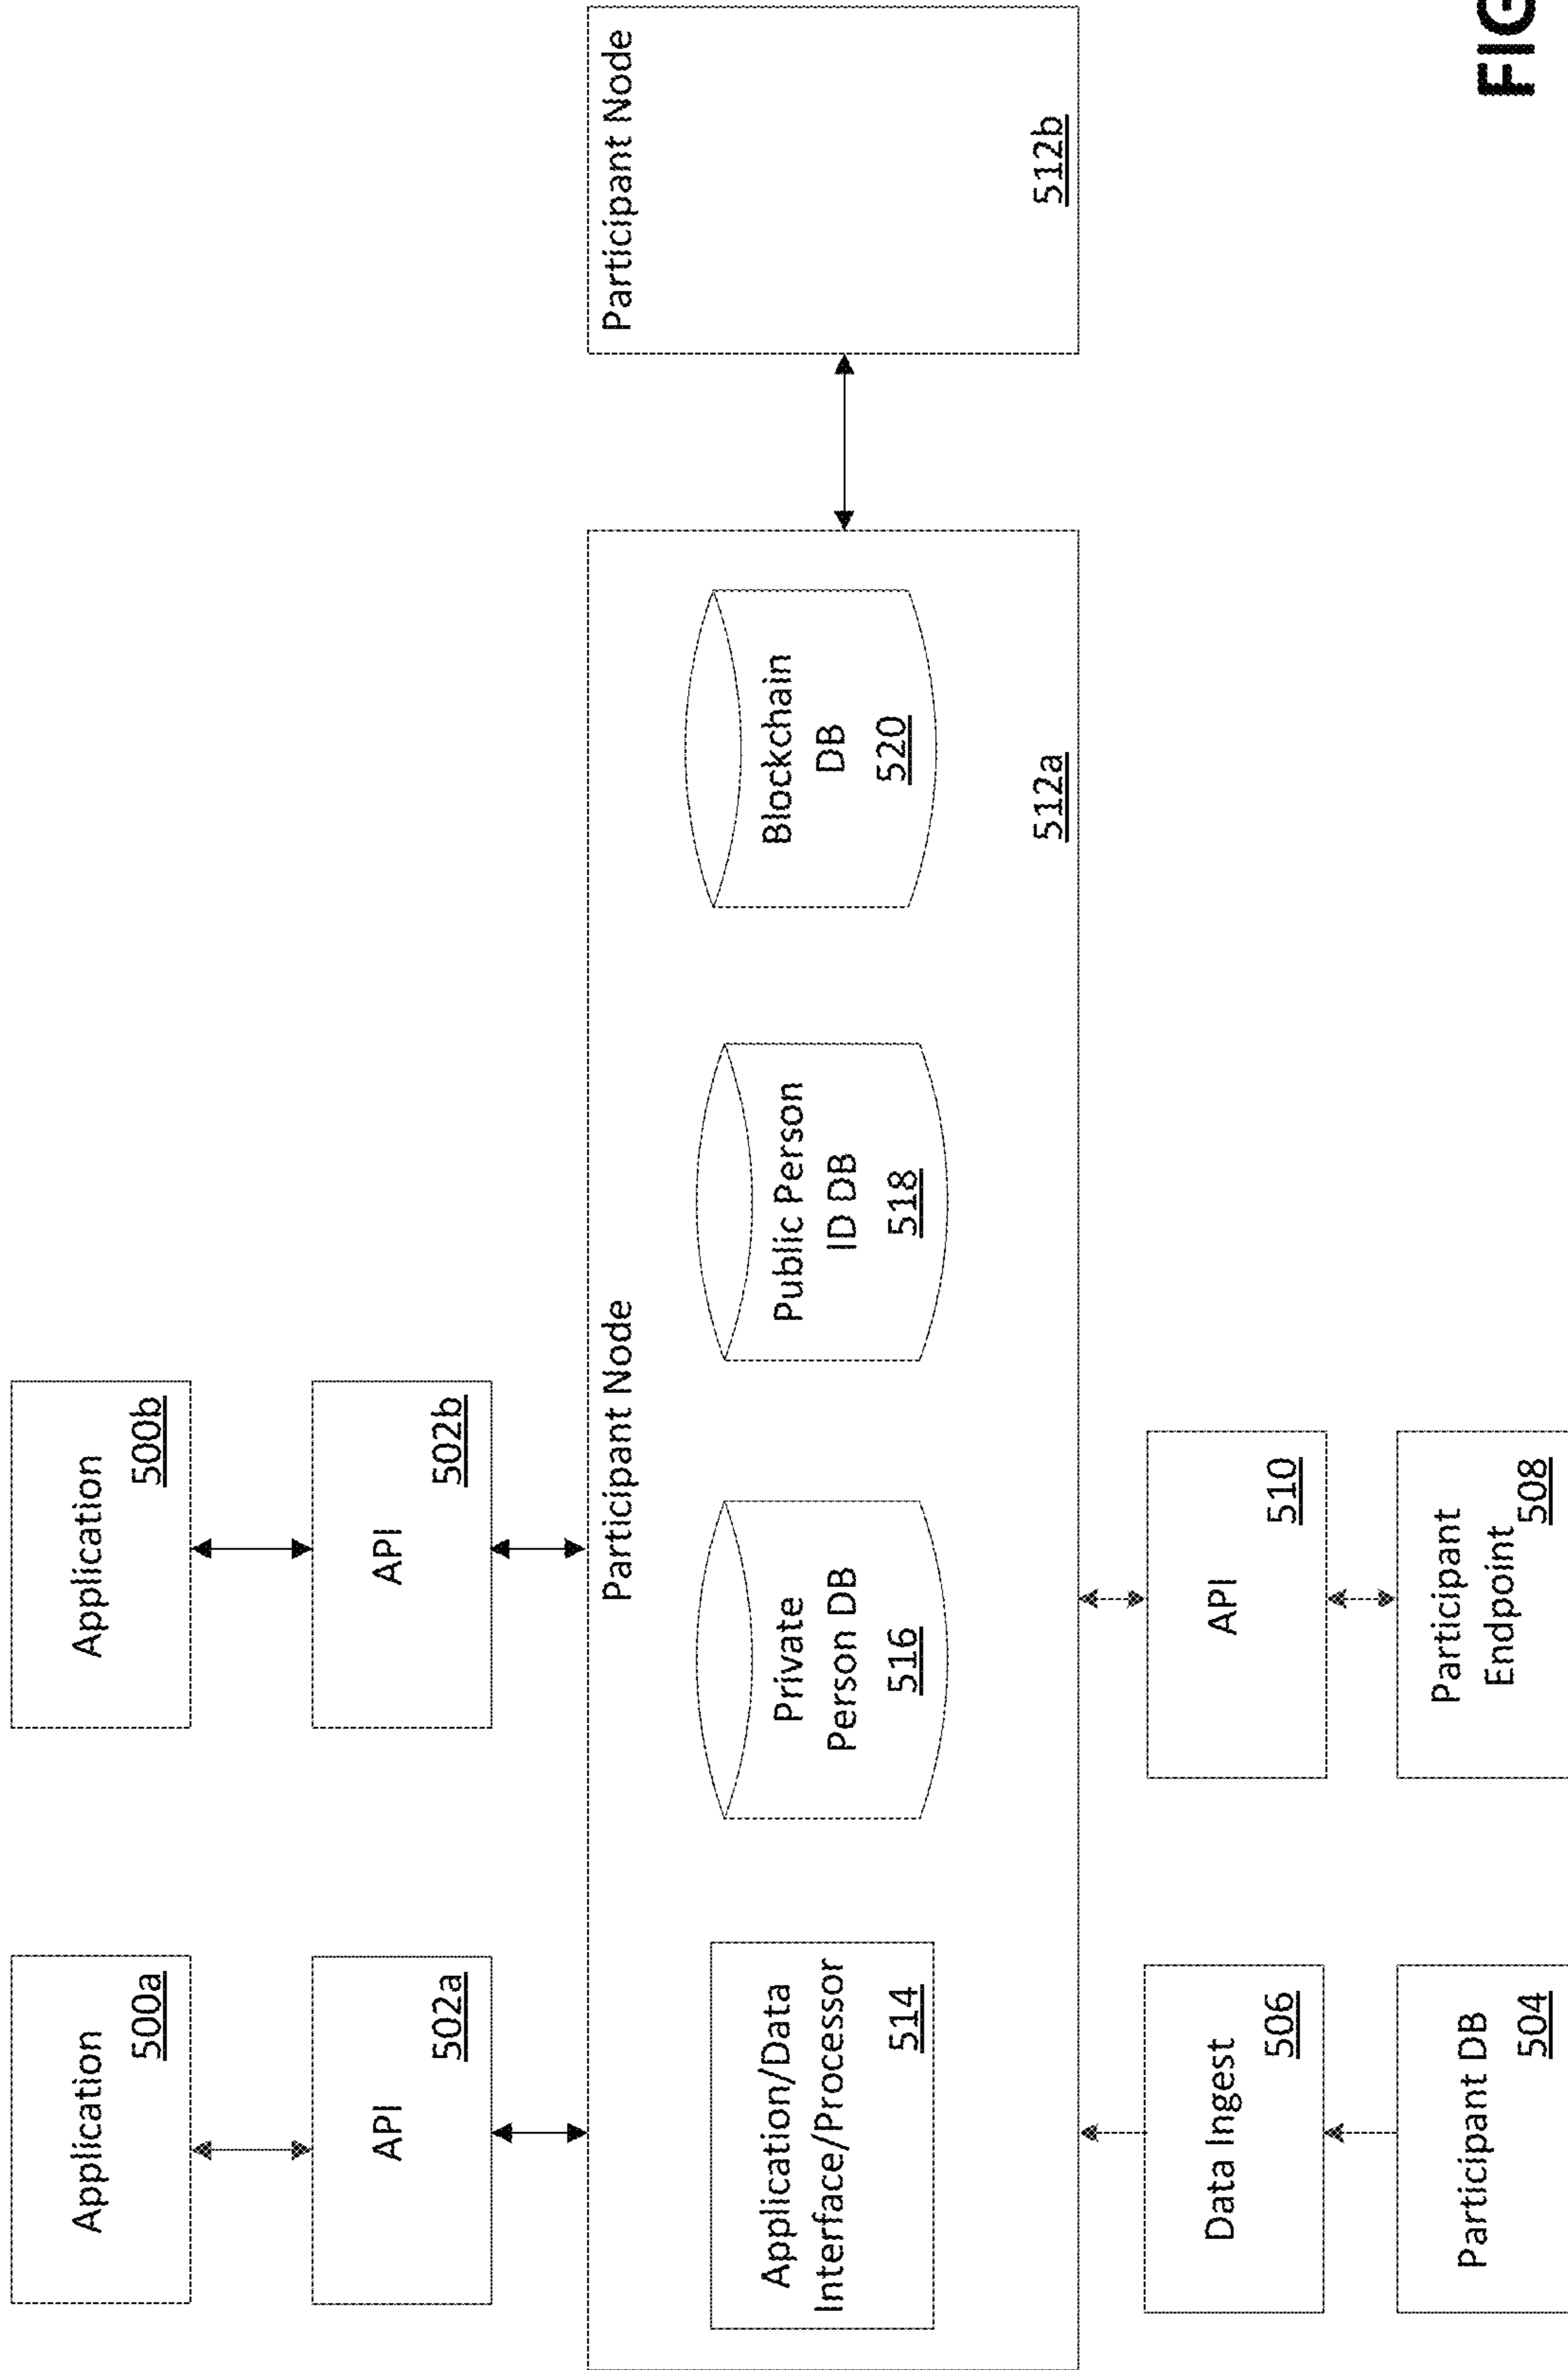 Application
500a
Application
500b
API
502a
API
502b
Participant Node
Application/Data
Interface/Processor
514
Private
Person DB
516
Public Person
ID DB
518
Blockchain
DB
520
512a
Participant Node
512b
Data Ingest
506
API
510
Participant DB
504
Participant
Endpoint
508
FIG